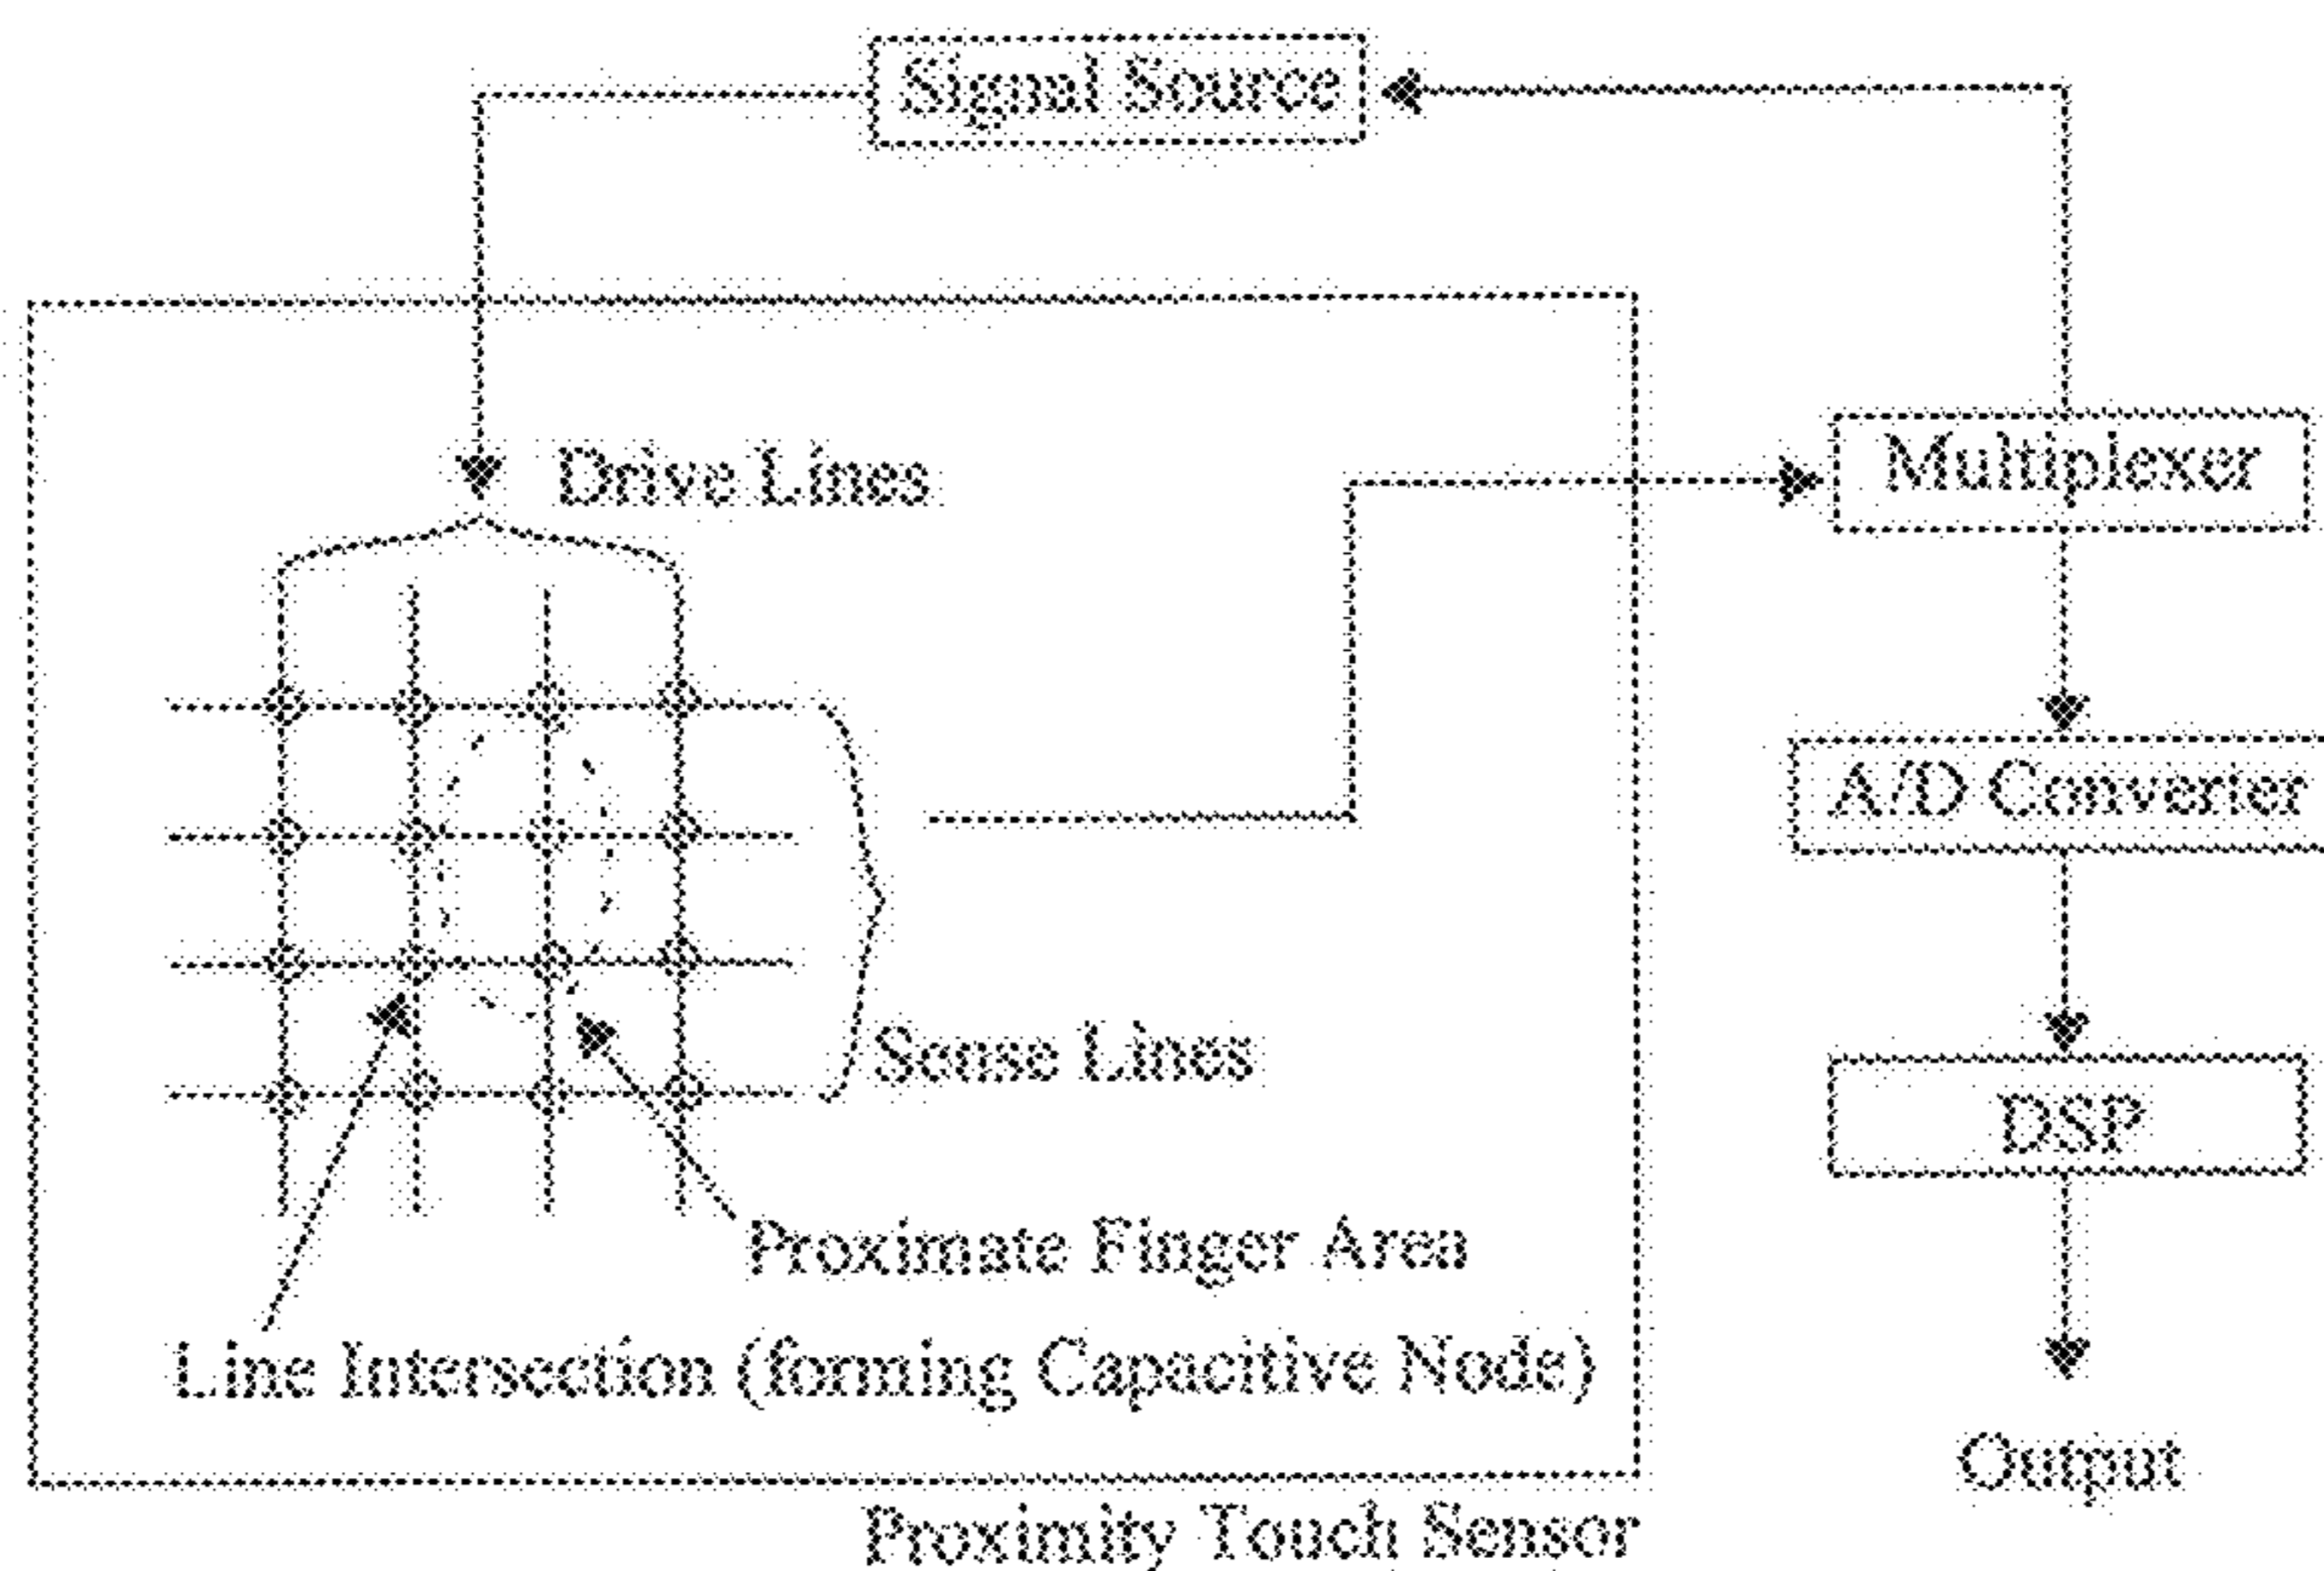 Signal Source
Drive Lines
Multiplexer
A/D Converter
Sense Lines
DSP
Proximate Finger Area
Line Intersection (forming Capacitive Node)
Output
Proximity Touch Sensor